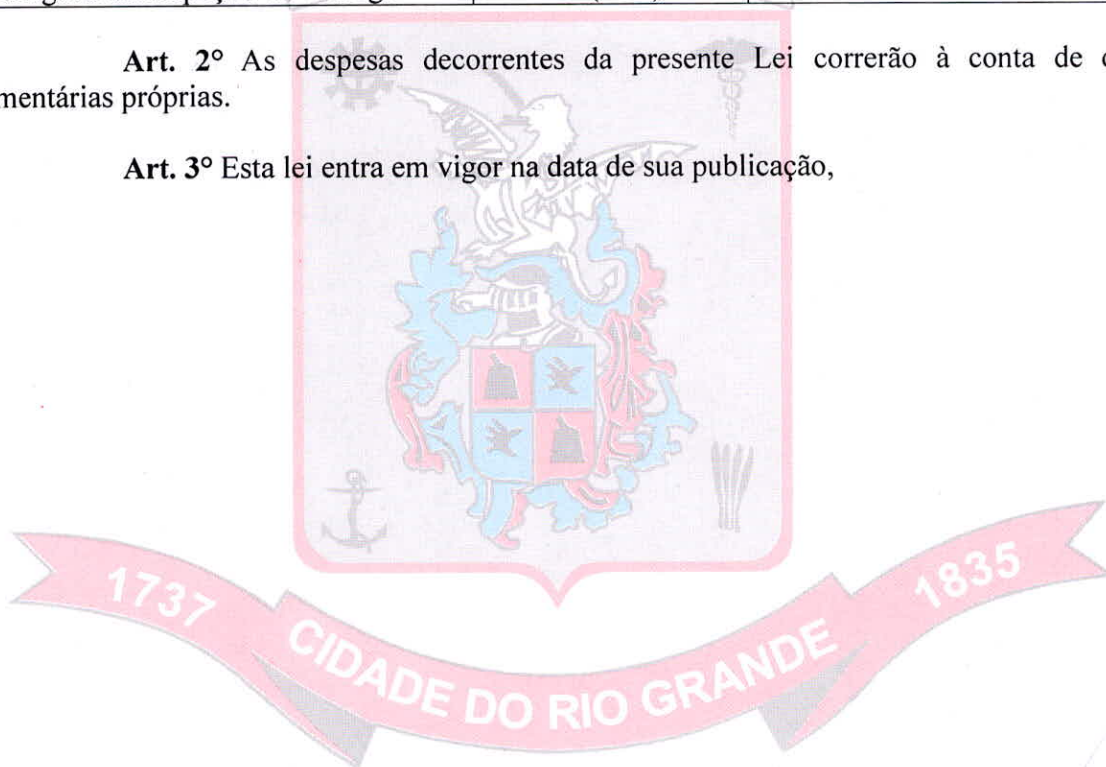 Art. 2° As despesas decorrentes da presente Lei correrão à conta de
mentárias próprias.
Art. 3° Esta lei entra em vigor na data de sua publicação,
1737 CIDADE DO RIO GRANDE 1835